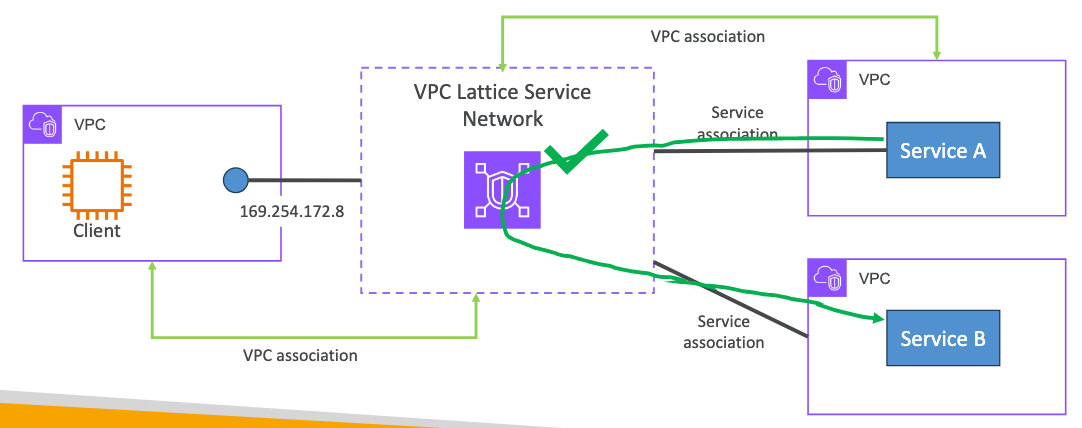 VPC association
VPC Lattice Service
Network
VPC
VPC
Service
association
Service A
169.254.172.8
Client
VPC
Service
association
Service B
VPC association